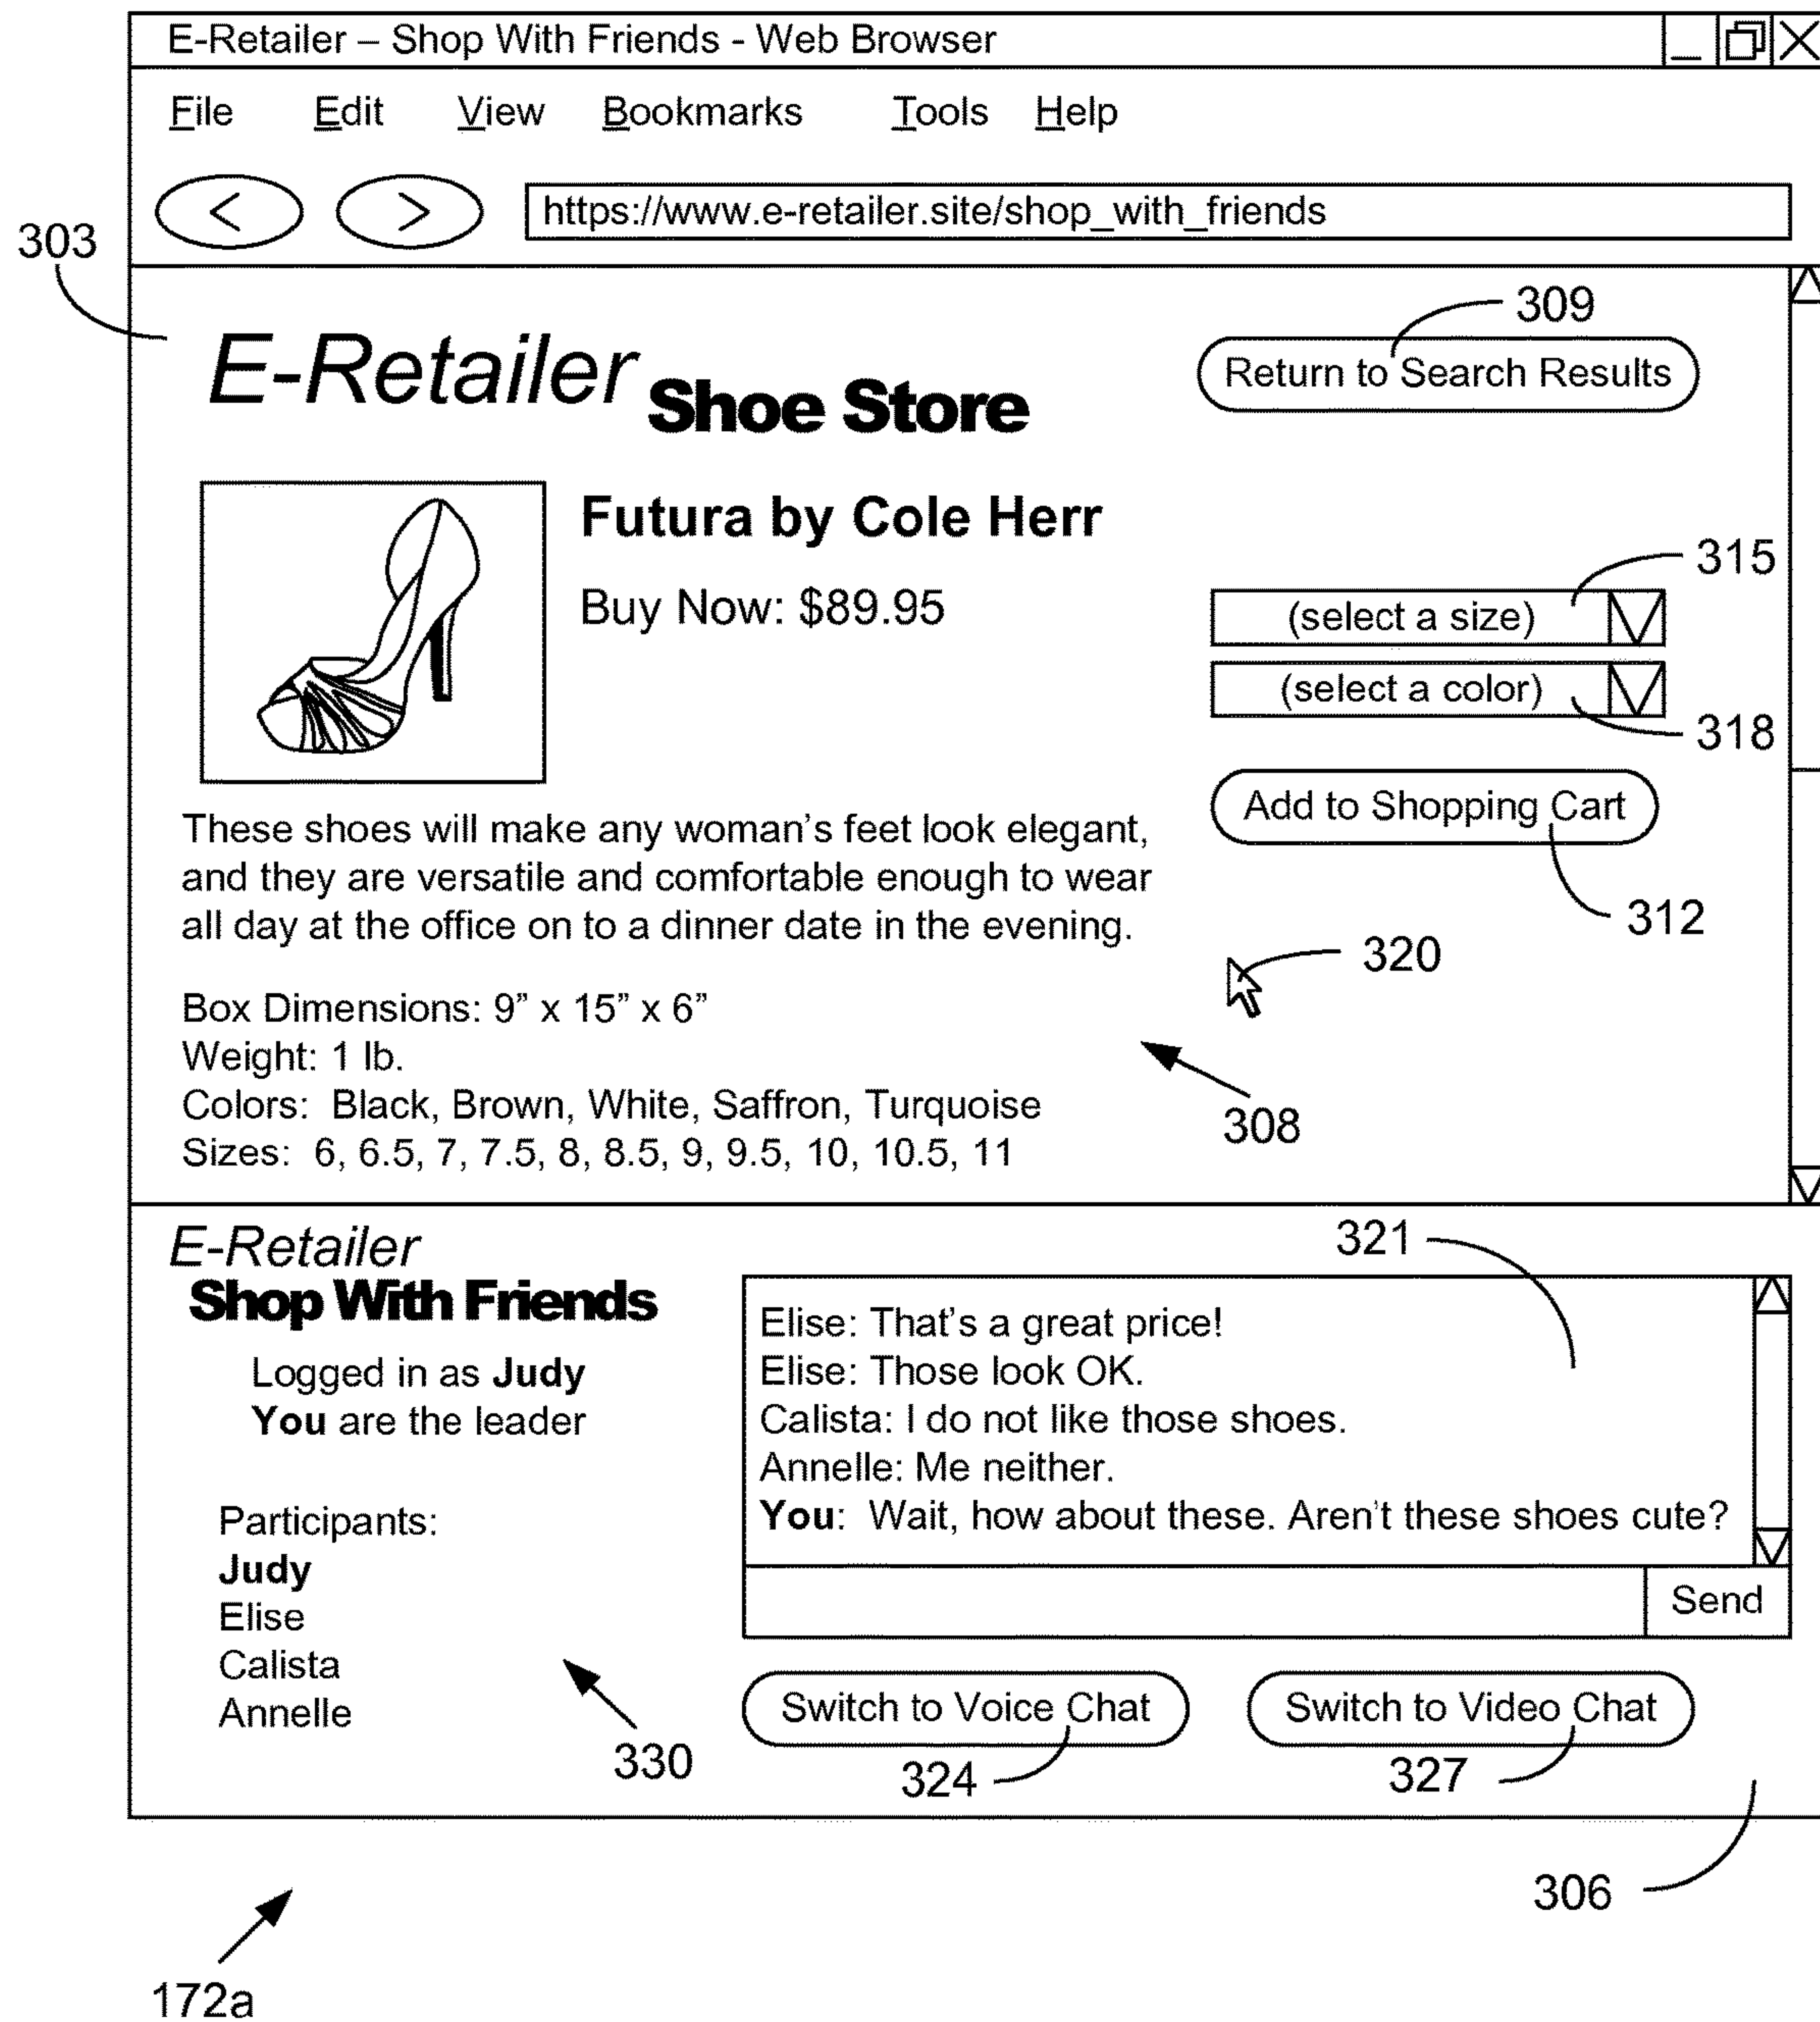 E-Retailer – Shop With Friends - Web Browser
File Edit View Bookmarks Tools Help
< > https://www.e-retailer.site/shop_with_friends
303
309
E-Retailer Shoe Store
Return to Search Results
Futura by Cole Herr
315
Buy Now: $89.95
(select a size)
(select a color)
318
Add to Shopping Cart
312
These shoes will make any woman's feet look elegant,
and they are versatile and comfortable enough to wear
all day at the office on to a dinner date in the evening.
320
Box Dimensions: 9” x 15” x 6”
Weight: 1 lb.
Colors: Black, Brown, White, Saffron, Turquoise
Sizes: 6, 6.5, 7, 7.5, 8, 8.5, 9, 9.5, 10, 10.5, 11
308
E-Retailer
Shop With Friends
Logged in as Judy
You are the leader
Participants:
Judy
Elise
Calista
Annelle
330
321
Elise: That's a great price!
Elise: Those look OK.
Calista: I do not like those shoes.
Annelle: Me neither.
You: Wait, how about these. Aren't these shoes cute?
Send
Switch to Voice Chat
Switch to Video Chat
324
327
306
172a